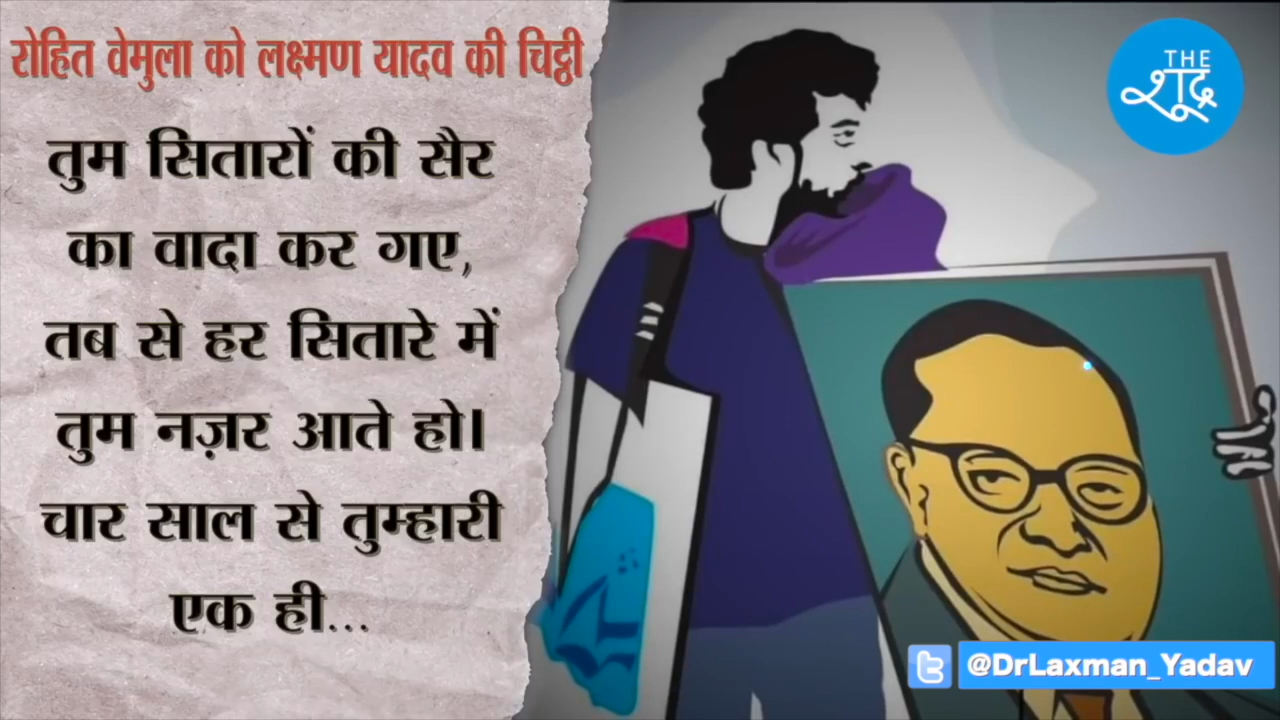 रोहित वेमुला को लक्ष्मण यादव की चिट्ठी
तुम सितारों की सैर
का वादा कर गए,
तब से हर सितारे में
तुम नज़र आते हो।
चार साल से तुम्हारी
एक ही...
THE
शूद्र
@DrLaxman_Yadav